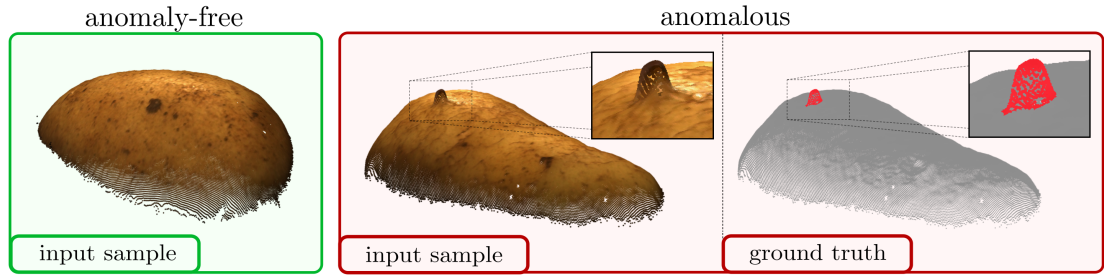 anomaly-free
anomalous
input sample
input sample
ground truth